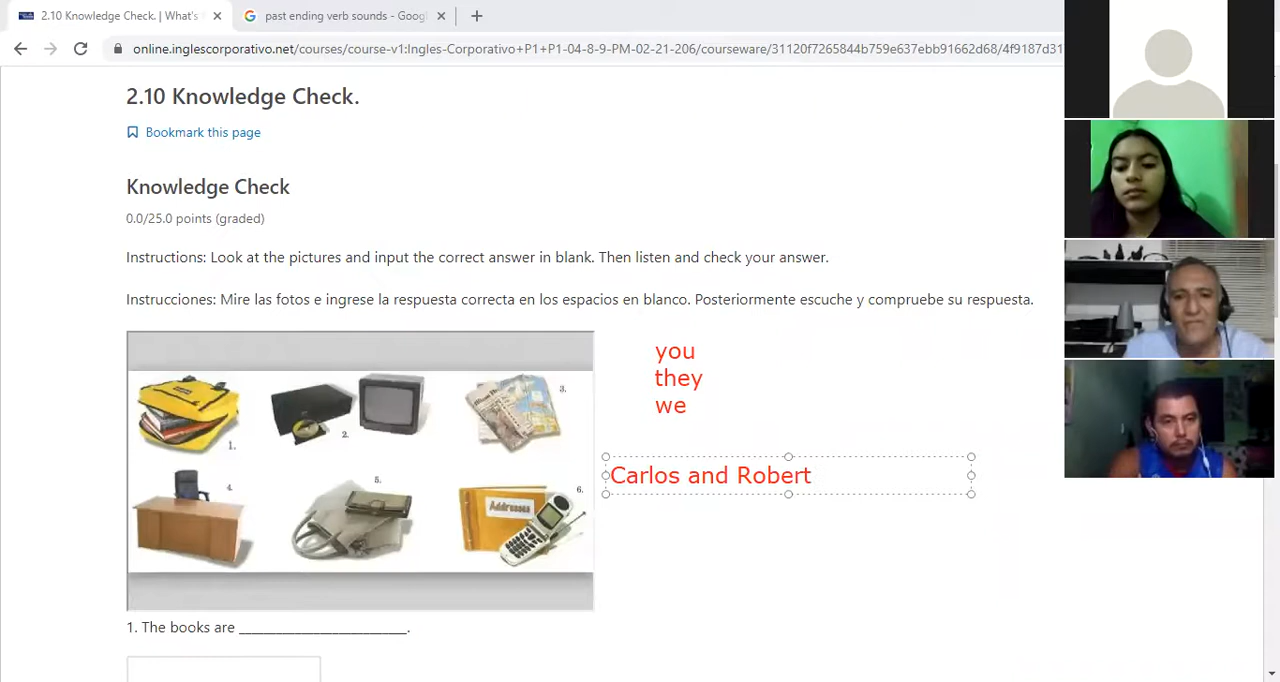 2.10 Knowledge Check. | What's
past ending verb sounds - Goog
online.inglescorporativo.net/courses/course-v1:Ingles-Corporativo+P1+P1-04-8-9-PM-02-21-206/courseware/31120f7265844b759e637ebb91662d68/4f9187d31
2.10 Knowledge Check.
Bookmark this page
Knowledge Check
0.0/25.0 points (graded)
Instructions: Look at the pictures and input the correct answer in blank. Then listen and check your answer.
Instrucciones: Mire las fotos e ingrese la respuesta correcta en los espacios en blanco. Posteriormente escuche y compruebe su respuesta.
you
they
we
Carlos and Robert
1.
2.
3.
4.
5.
6.
Addresses
1. The books are ________________________.